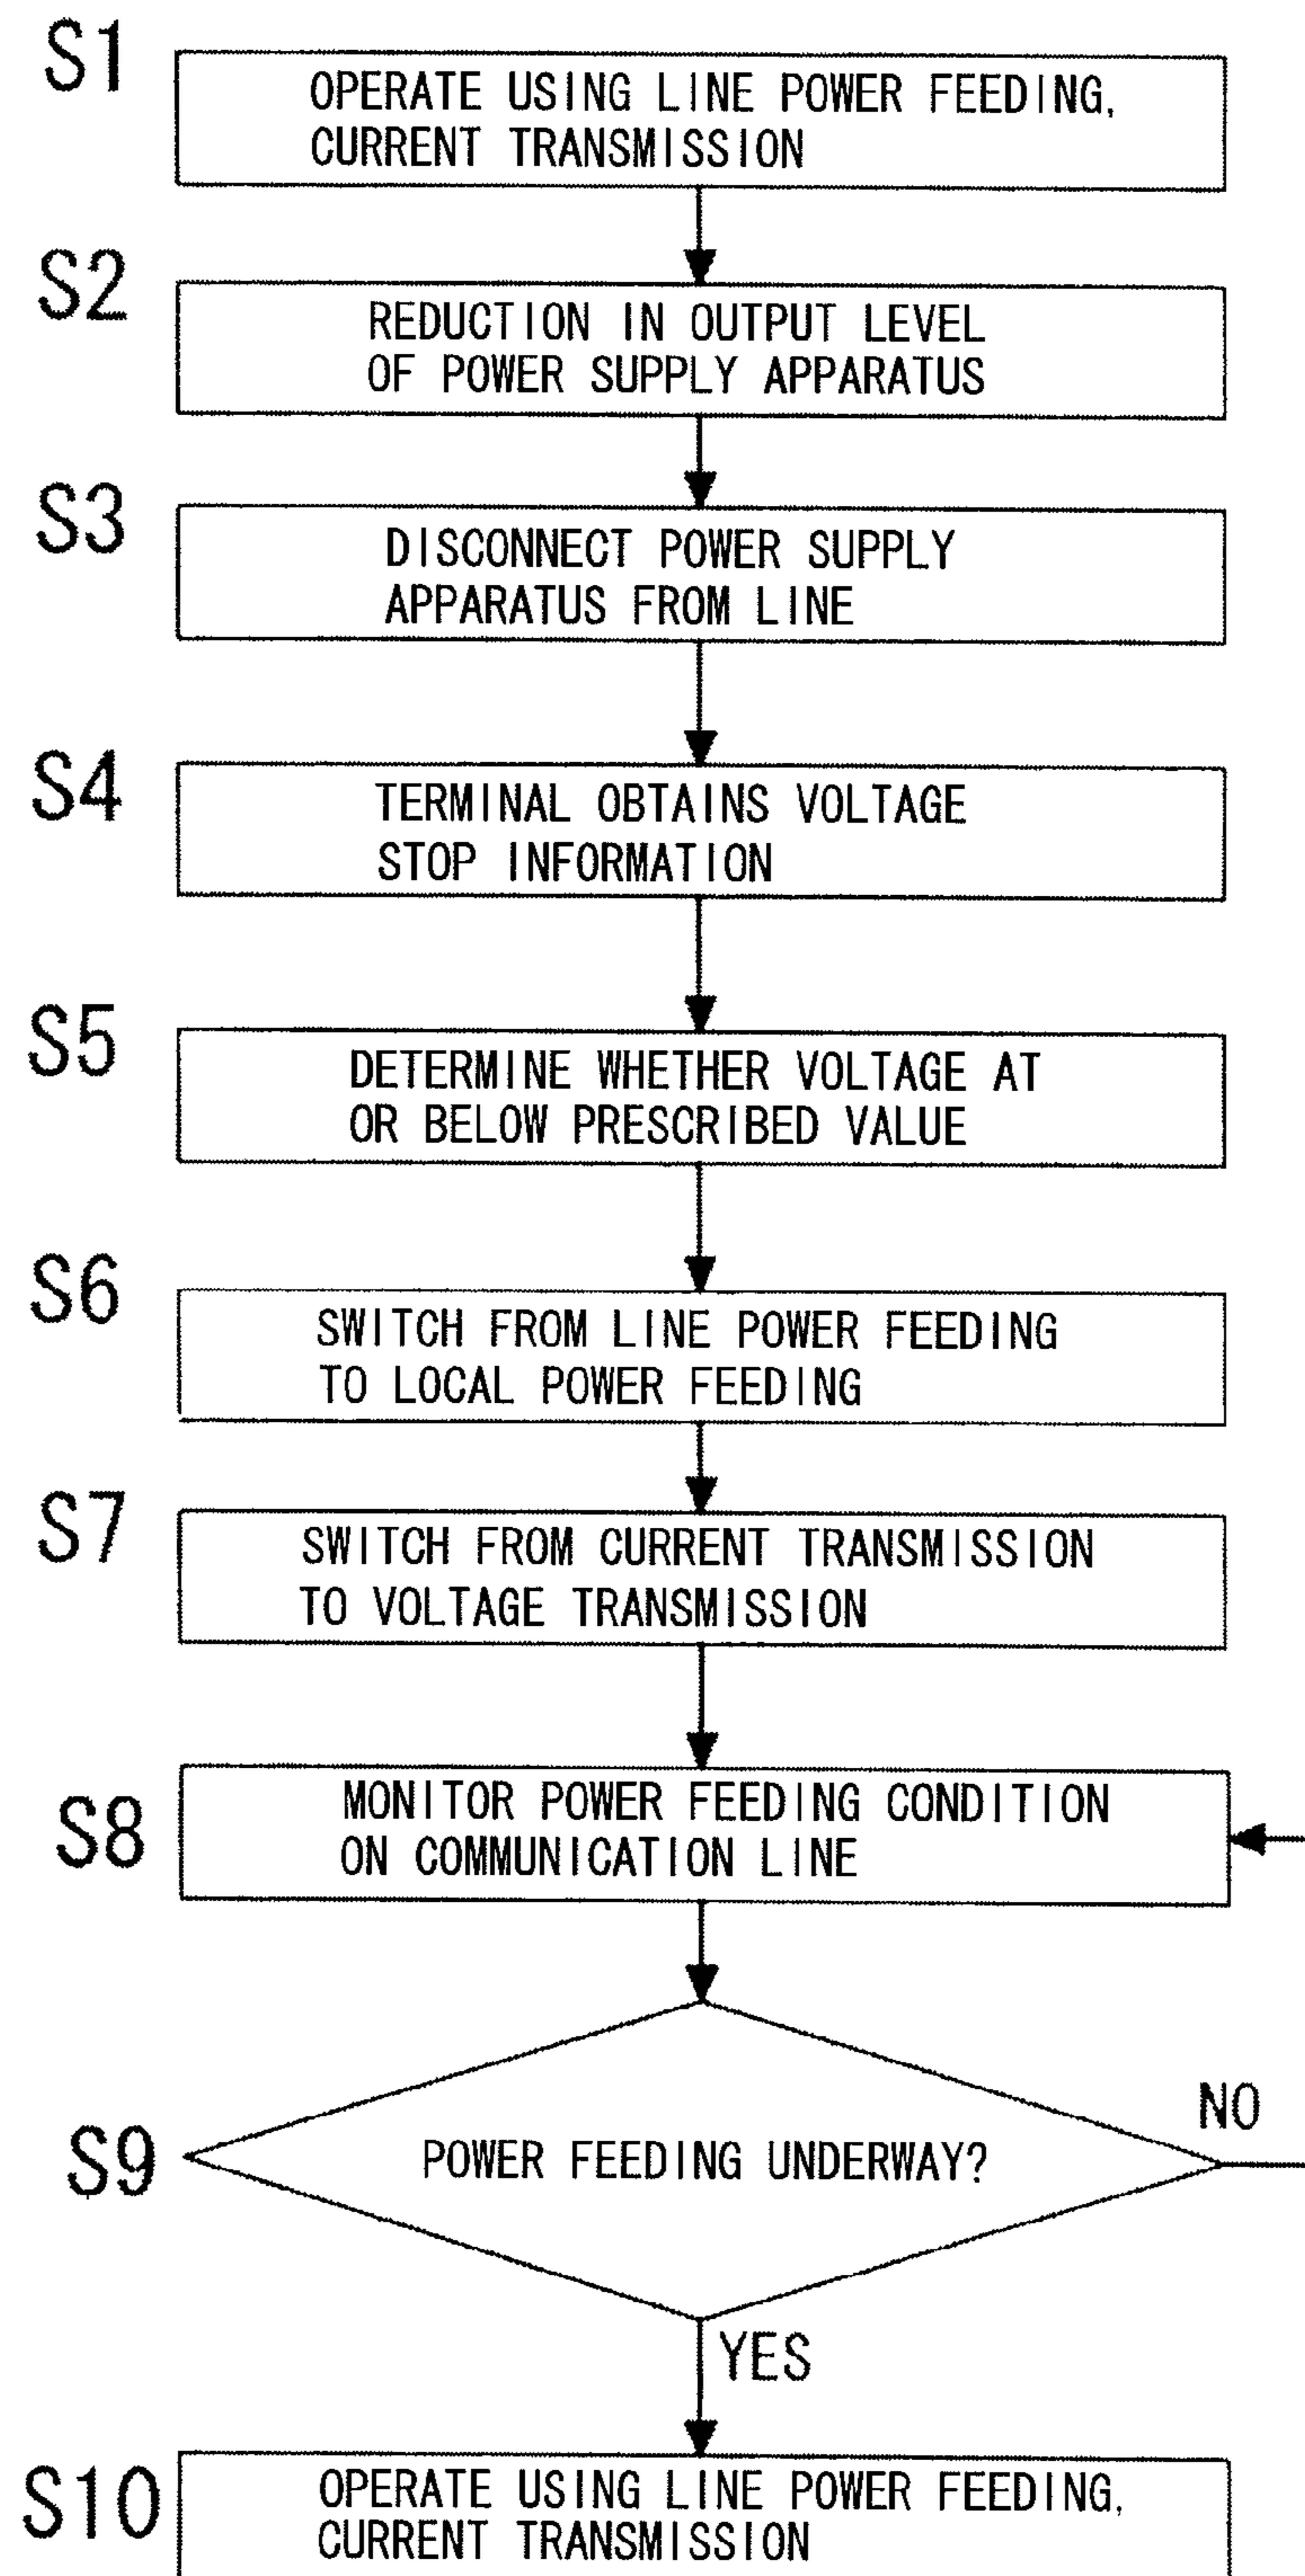 S1
OPERATE USING LINE POWER FEEDING,
CURRENT TRANSMISSION
S2
REDUCTION IN OUTPUT LEVEL
OF POWER SUPPLY APPARATUS
S3
DISCONNECT POWER SUPPLY
APPARATUS FROM LINE
S4
TERMINAL OBTAINS VOLTAGE
STOP INFORMATION
S5
DETERMINE WHETHER VOLTAGE AT
OR BELOW PRESCRIBED VALUE
S6
SWITCH FROM LINE POWER FEEDING
TO LOCAL POWER FEEDING
S7
SWITCH FROM CURRENT TRANSMISSION
TO VOLTAGE TRANSMISSION
S8
MONITOR POWER FEEDING CONDITION
ON COMMUNICATION LINE
S9
POWER FEEDING UNDERWAY?
NO
YES
S10
OPERATE USING LINE POWER FEEDING,
CURRENT TRANSMISSION